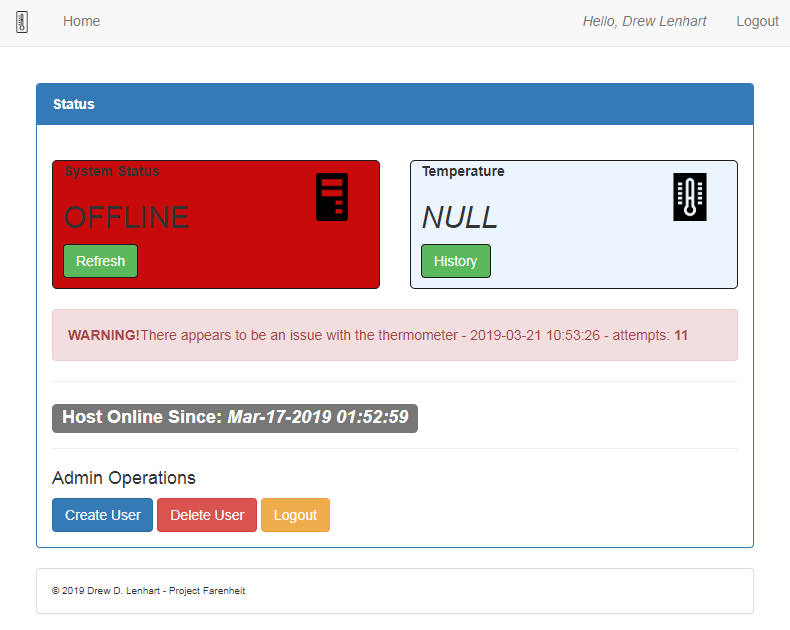 Home
Hello, Drew Lenhart
Logout
Status
System Status
OFFLINE
Refresh
Temperature
NULL
History
WARNING!There appears to be an issue with the thermometer - 2019-03-21 10:53:26 - attempts: 11
Host Online Since: Mar-17-2019 01:52:59
Admin Operations
Create User
Delete User
Logout
© 2019 Drew D. Lenhart - Project Farenheit